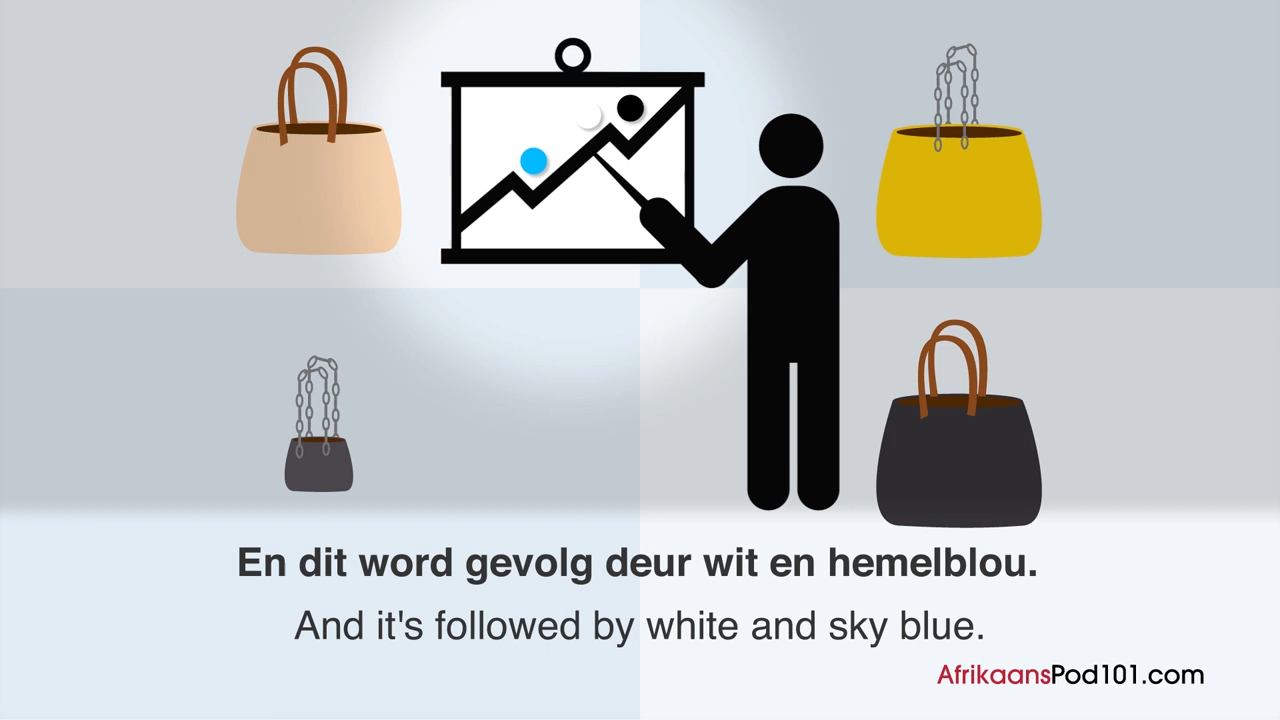 En dit word gevolg deur wit en hemelblou.
And it's followed by white and sky blue.
AfrikaansPod101.com